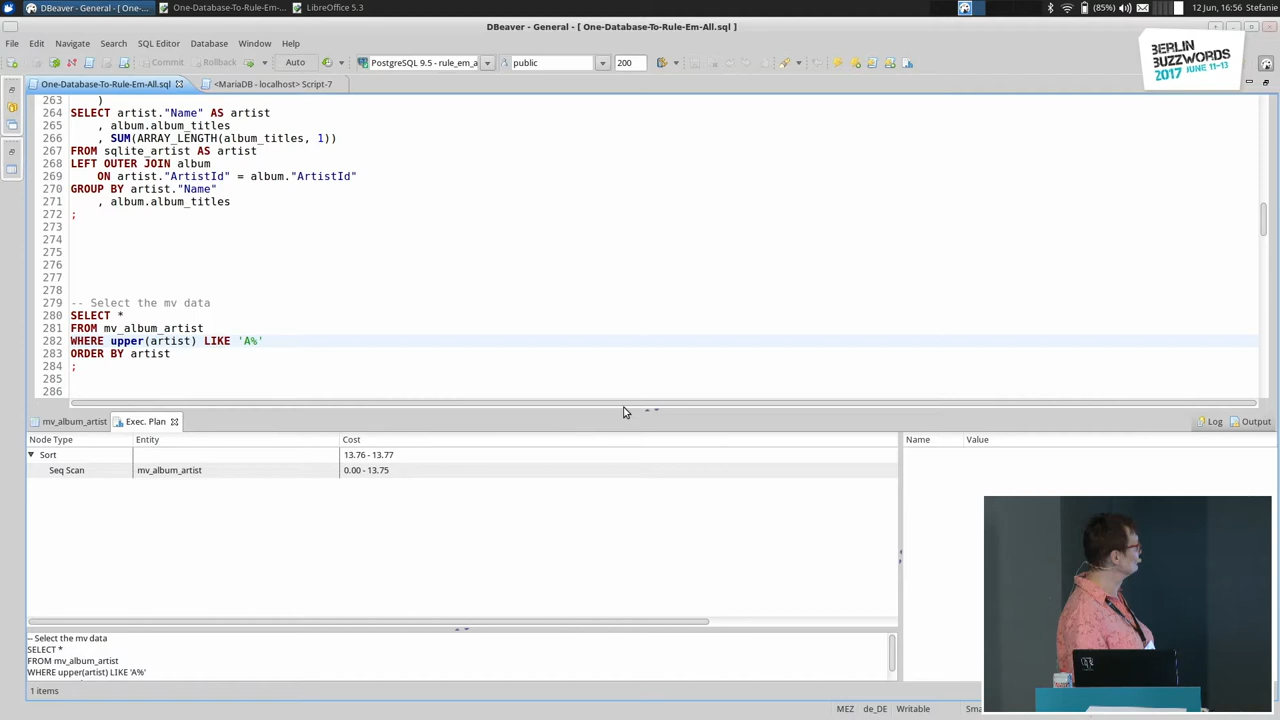 DBeaver - General - [ One-...
One-Database-To-Rule-Em-...
LibreOffice 5.3
(85%)
12 Jun, 16:56 Stefanie
DBeaver - General - [ One-Database-To-Rule-Em-All.sql ]
File Edit Navigate Search SQL Editor Database Window Help
Commit Rollback Auto PostgreSQL 9.5 - rule_em_a public 200
BERLIN
BUZZWORDS
2017 JUNE 11-13
One-Database-To-Rule-Em-All.sql
<MariaDB - localhost> Script-7
263 )
264 SELECT artist."Name" AS artist
265 , album.album_titles
266 , SUM(ARRAY_LENGTH(album_titles, 1))
267 FROM sqlite_artist AS artist
268 LEFT OUTER JOIN album
269 ON artist."ArtistId" = album."ArtistId"
270 GROUP BY artist."Name"
271 , album.album_titles
272 ;
273
274
275
276
277
278
279 -- Select the mv data
280 SELECT *
281 FROM mv_album_artist
282 WHERE upper(artist) LIKE 'A%'
283 ORDER BY artist
284 ;
285
286
mv_album_artist Exec. Plan Log Output
Node Type Entity Cost Name Value
Sort 13.76 - 13.77
Seq Scan mv_album_artist 0.00 - 13.75
-- Select the mv data
SELECT *
FROM mv_album_artist
WHERE upper(artist) LIKE 'A%'
1 items
MEZ de_DE Writable